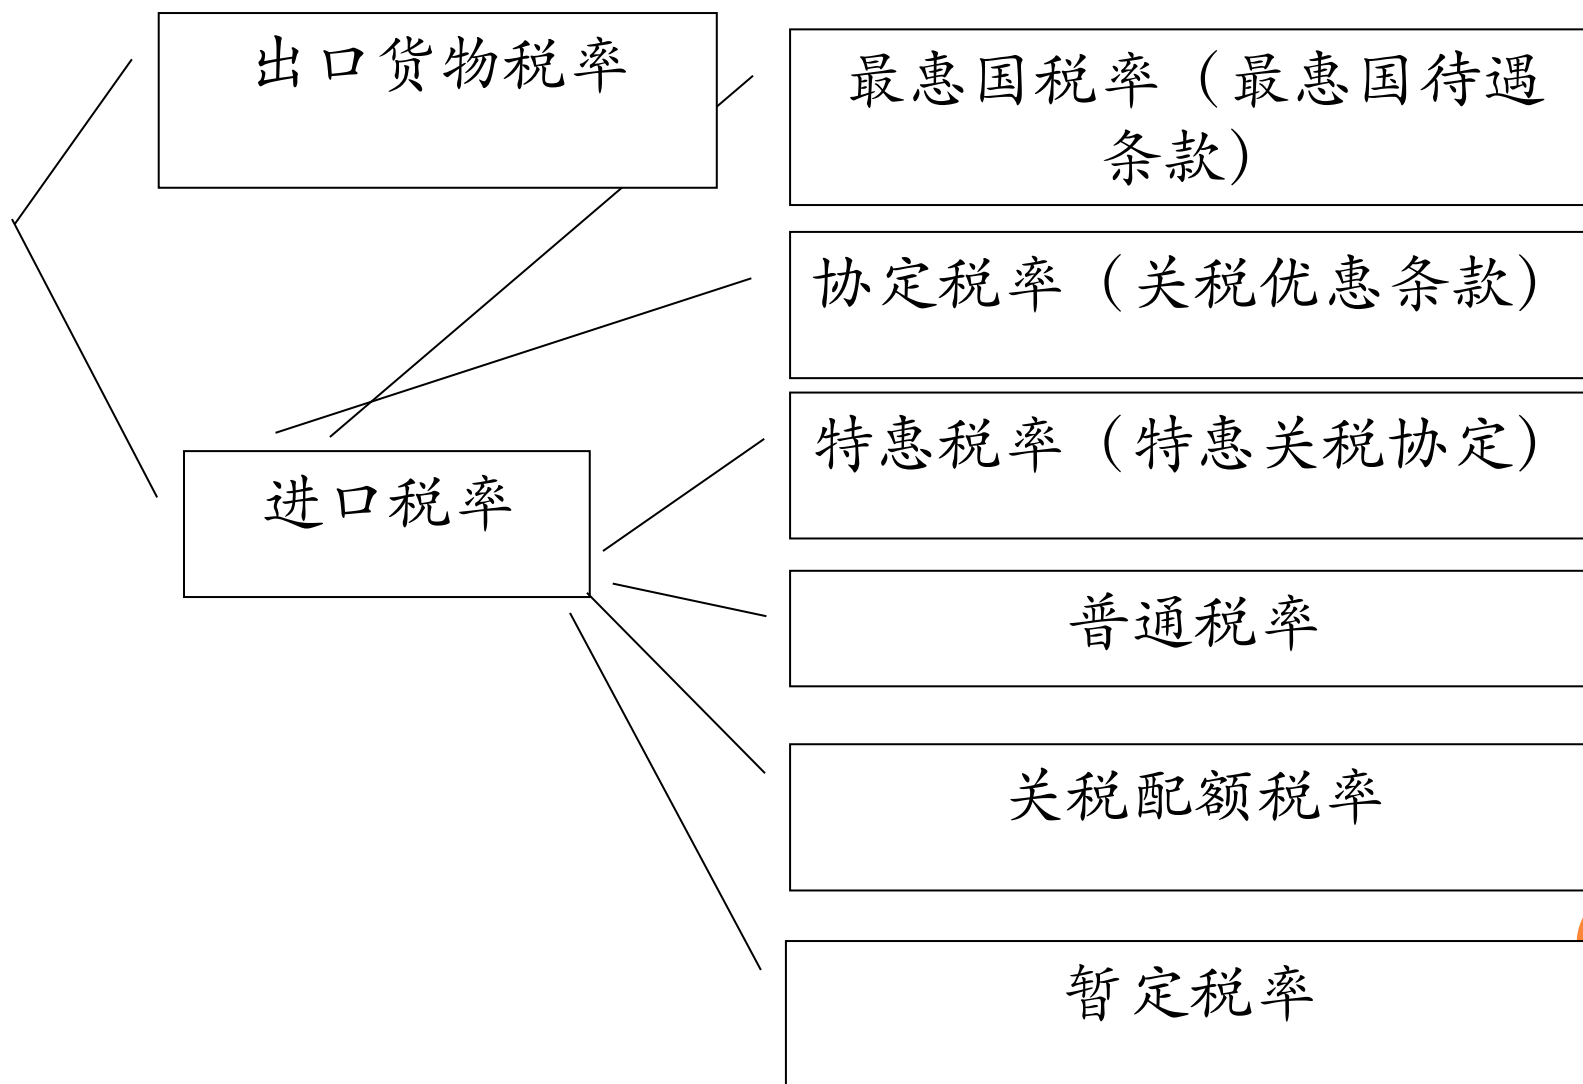 出口货物税率
最惠国税率（最惠国待遇
条款）
协定税率（关税优惠条款）
特惠税率（特惠关税协定）
进口税率
普通税率
关税配额税率
暂定税率